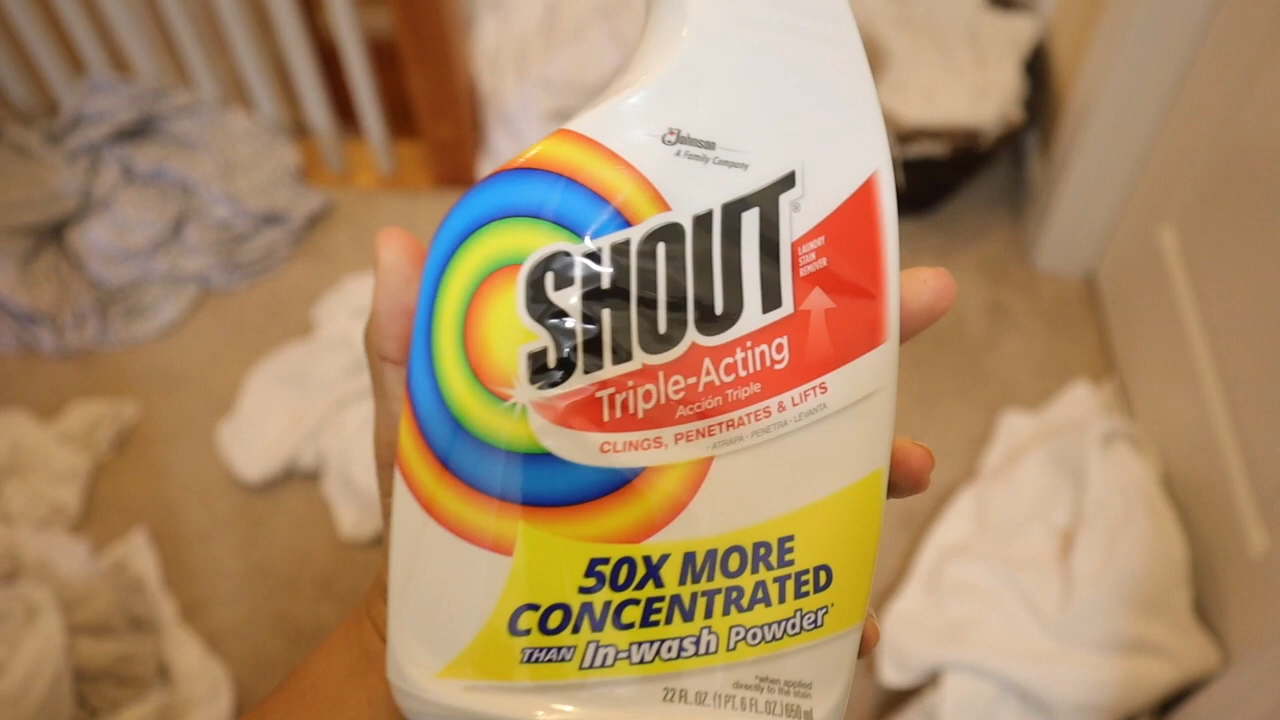 Johnson
A Family Company
SHOUT®
LAUNDRY
STAIN
REMOVER
Triple-Acting
Acción Triple
CLINGS, PENETRATES & LIFTS
· ATRAPA · PENETRA · LEVANTA
50X MORE
CONCENTRATED
THAN In-wash Powder*
*when applied
directly to the stain
22 FL. OZ. (1 PT. 6 FL. OZ.) 650 mL